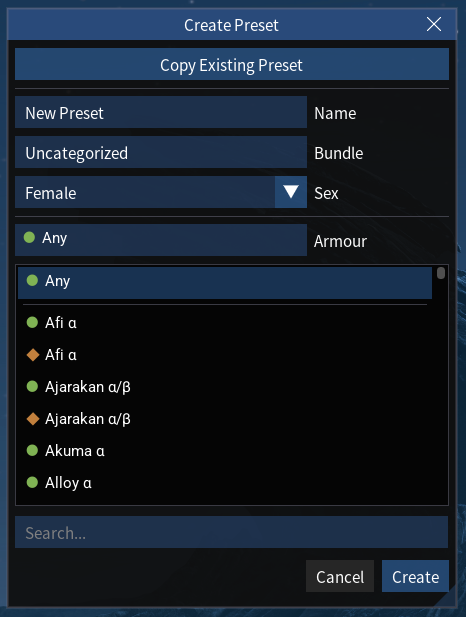 Create Preset
Copy Existing Preset
New Preset Name
Uncategorized Bundle
Female Sex
Any Armour
Any
Afi α
Afi α
Ajarakan α/β
Ajarakan α/β
Akuma α
Alloy α
Search...
Cancel Create